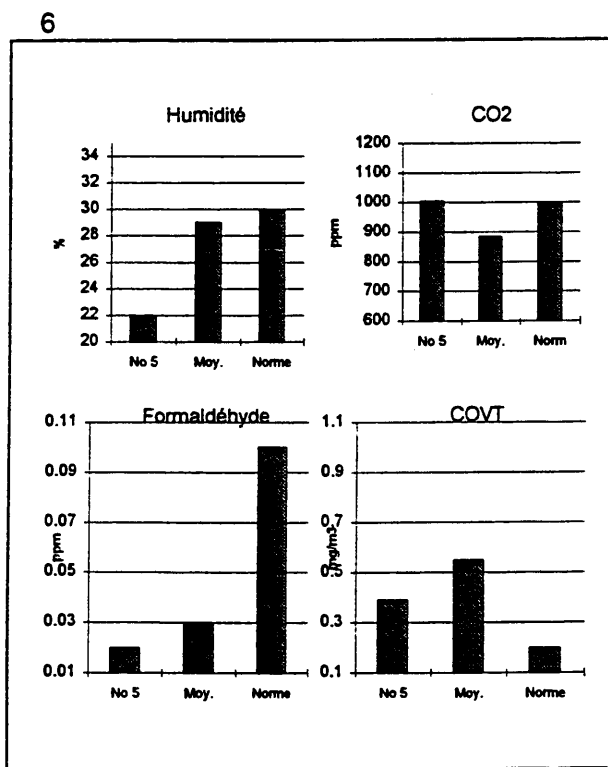 6
Humidité
34
32
30
28
26
24
22
20
%
No 5 Moy. Norme
CO2
1200
1100
1000
900
800
700
600
ppm
No 5 Moy. Norm
Formaldéhyde
0.11
0.09
0.07
0.05
0.03
0.01
ppm
No 5 Moy. Norme
COVT
1.1
0.9
0.7
0.5
0.3
0.1
mg/m3
No 5 Moy. Norme